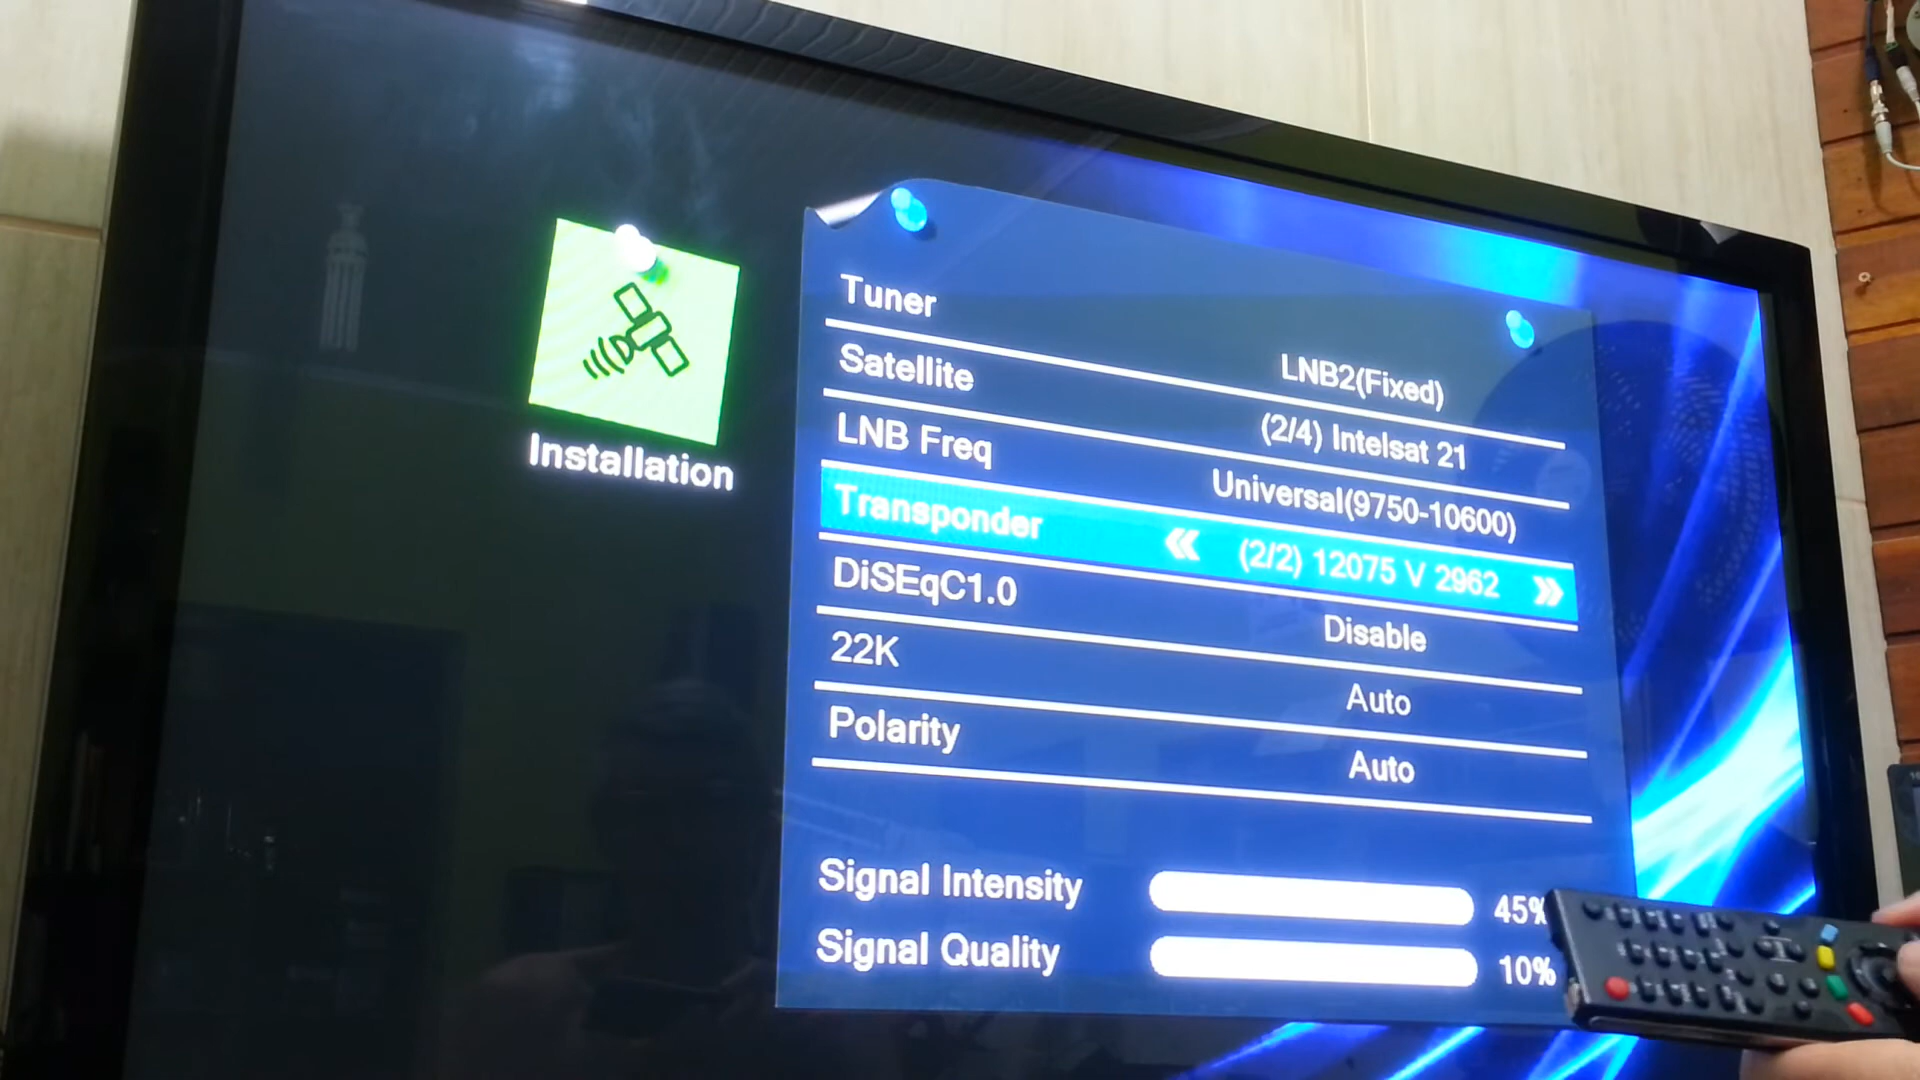 Installation
Tuner LNB2(Fixed)
Satellite (2/4) Intelsat 21
LNB Freq Universal(9750-10600)
Transponder (2/2) 12075 V 2962
DiSEqC1.0 Disable
22K Auto
Polarity Auto
Signal Intensity 45%
Signal Quality 10%